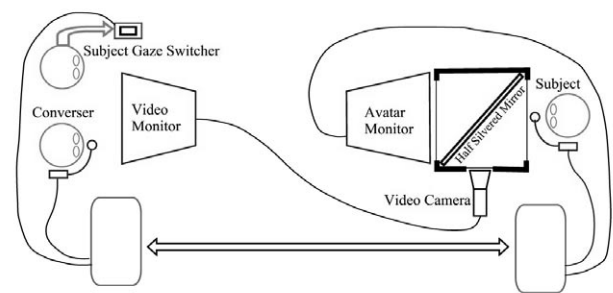 Subject Gaze Switcher
Converser
Video
Monitor
Avatar
Monitor
Half Silvered Mirror
Subject
Video Camera